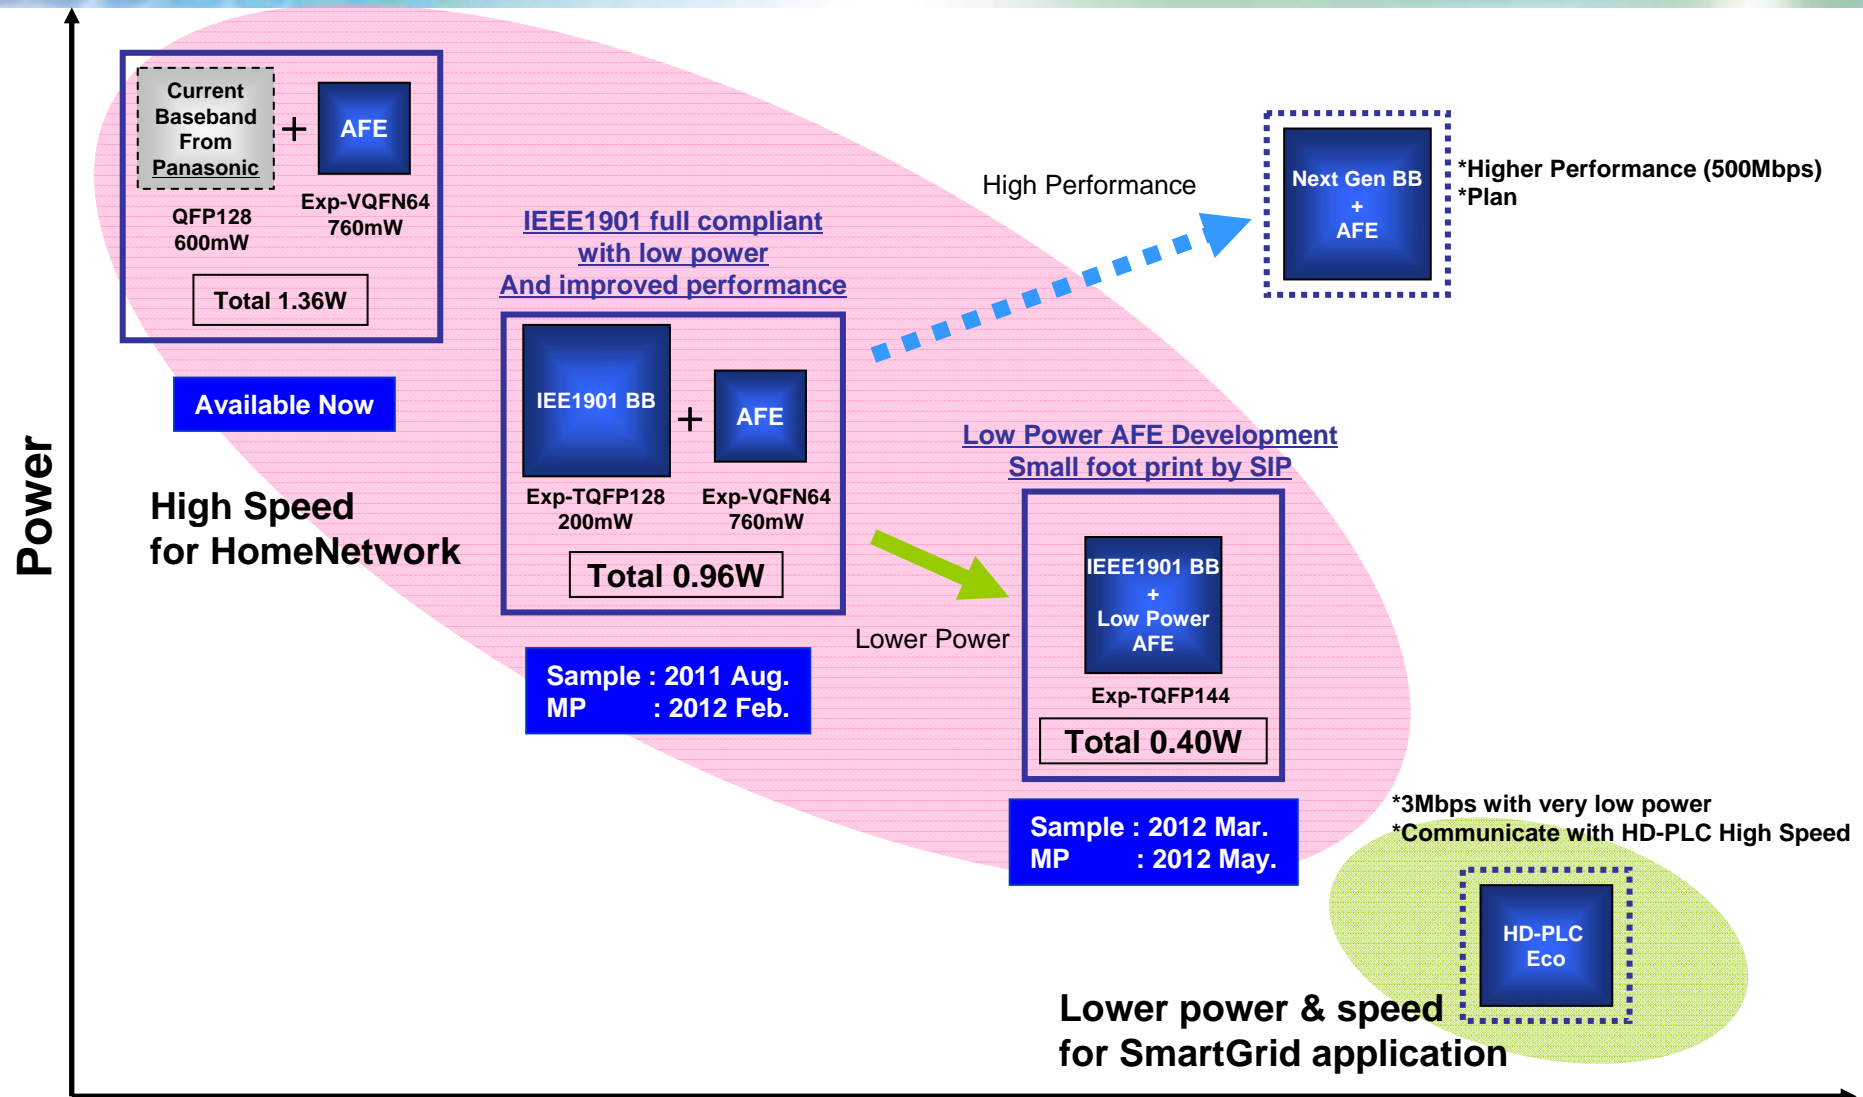 Power
Current
Baseband
From
Panasonic
+
AFE
QFP128
600mW
Exp-VQFN64
760mW
Total 1.36W
Available Now
High Speed
for HomeNetwork
IEEE1901 full compliant
with low power
And improved performance
IEE1901 BB
+
AFE
Exp-TQFP128
200mW
Exp-VQFN64
760mW
Total 0.96W
Sample : 2011 Aug.
MP : 2012 Feb.
High Performance
Next Gen BB
+
AFE
*Higher Performance (500Mbps)
*Plan
Lower Power
Low Power AFE Development
Small foot print by SIP
IEEE1901 BB
+
Low Power
AFE
Exp-TQFP144
Total 0.40W
Sample : 2012 Mar.
MP : 2012 May.
*3Mbps with very low power
*Communicate with HD-PLC High Speed
HD-PLC
Eco
Lower power & speed
for SmartGrid application